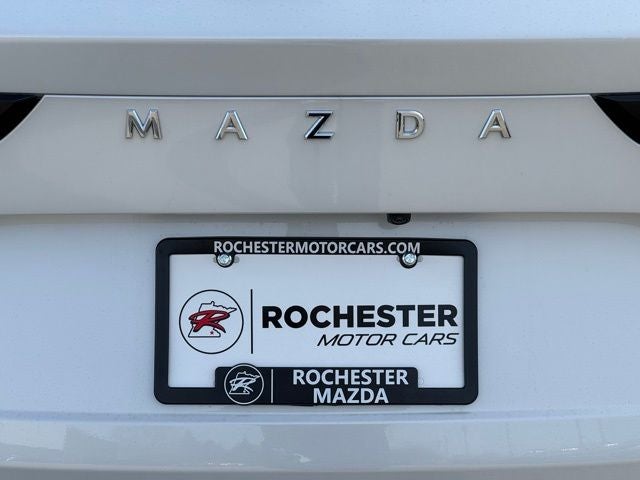 MAZDA
ROCHESTERMOTORCARS.COM
R
ROCHESTER
MOTOR CARS
R
ROCHESTER
MAZDA